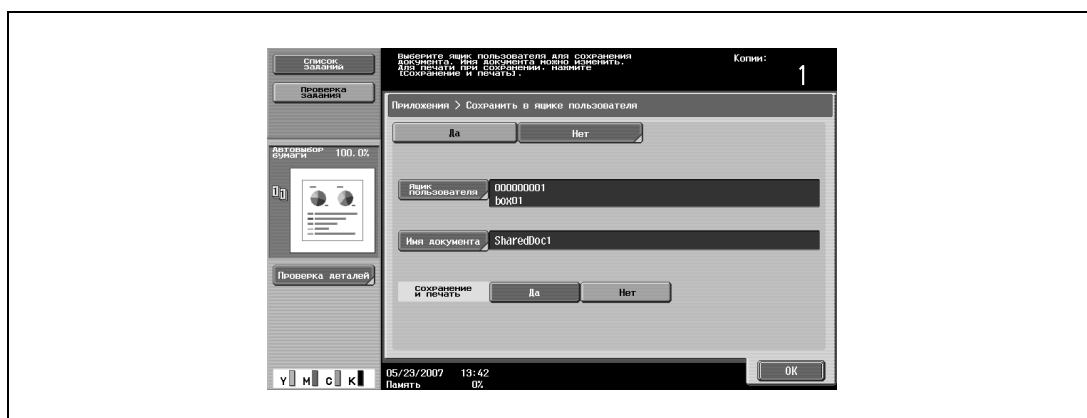 Список
заданий
Проверка
задания
Выберите ящик пользователя для сохранения
документа. Имя документа можно изменить.
Для печати при сохранении, нажмите
[Сохранение и печать].
Копии:
1
Приложения > Сохранить в ящике пользователя
Да
Нет
Автовыбор
бумаги
100.0%
Ящик
пользователя
000000001
box01
Имя документа
SharedDoc1
Проверка деталей
Сохранение
и печать
Да
Нет
Y M C K
05/23/2007 13:42
Память 0%
OK